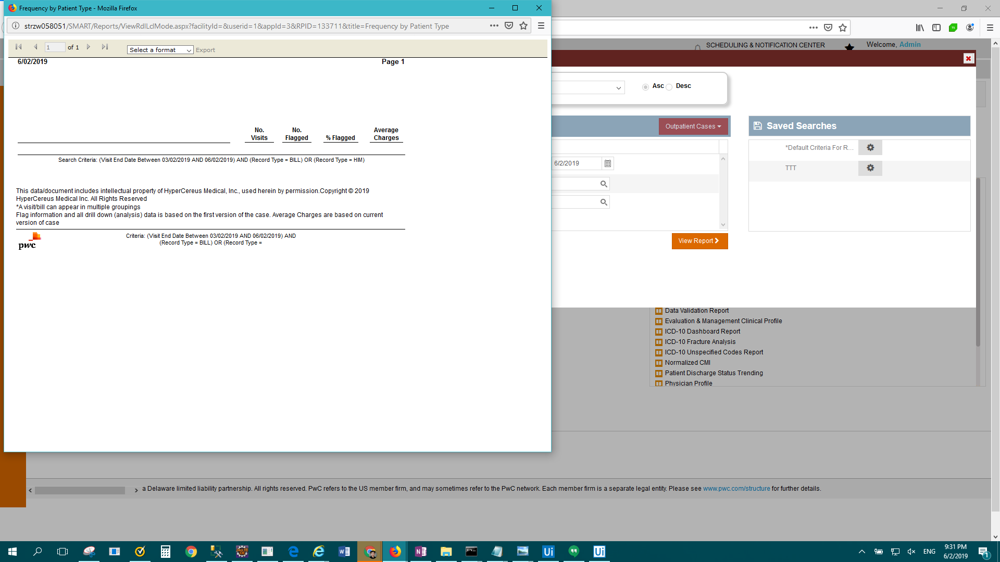 Frequency by Patient Type - Mozilla Firefox
strzw058051/SMART/Reports/ViewRdlLclMode.aspx?facilityId=&userid=1&appId=3&RPID=133711&title=Frequency by Patient Type
1 of 1 Select a format Export
6/02/2019 Page 1
No. Visits No. Flagged % Flagged Average Charges
Search Criteria: (Visit End Date Between 03/02/2019 AND 06/02/2019) AND (Record Type = BILL) OR (Record Type = HIM)
This data/document includes intellectual property of HyperCereus Medical, Inc., used herein by permission.Copyright © 2019
HyperCereus Medical Inc. All Rights Reserved
*A visit/bill can appear in multiple groupings
Flag information and all drill down (analysis) data is based on the first version of the case. Average Charges are based on current
version of case
pwc
Criteria: (Visit End Date Between 03/02/2019 AND 06/02/2019) AND
(Record Type = BILL) OR (Record Type =
SCHEDULING & NOTIFICATION CENTER
Welcome, Admin
Asc Desc
Outpatient Cases
6/2/2019
View Report
Saved Searches
*Default Criteria For R...
TTT
Data Validation Report
Evaluation & Management Clinical Profile
ICD-10 Dashboard Report
ICD-10 Fracture Analysis
ICD-10 Unspecified Codes Report
Normalized CMI
Patient Discharge Status Trending
Physician Profile
a Delaware limited liability partnership. All rights reserved. PwC refers to the US member firm, and may sometimes refer to the PwC network. Each member firm is a separate legal entity. Please see www.pwc.com/structure for further details.
Ui
Ui
ENG
9:31 PM
6/2/2019
1